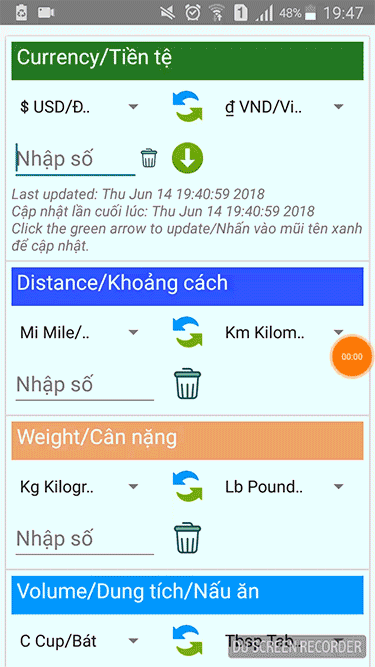 1 48% 19:47
Currency/Tiền tệ
$ USD/Đ.. ₫ VND/Vi..
Nhập số
Last updated: Thu Jun 14 19:40:59 2018
Cập nhật lần cuối lúc: Thu Jun 14 19:40:59 2018
Click the green arrow to update/Nhấn vào mũi tên xanh
để cập nhật.
Distance/Khoảng cách
Mi Mile/.. Km Kilom..
00:00
Nhập số
Weight/Cân nặng
Kg Kilogr.. Lb Pound..
Nhập số
Volume/Dung tích/Nấu ăn
C Cup/Bát Tbsp Tab..
DU SCREEN RECORDER